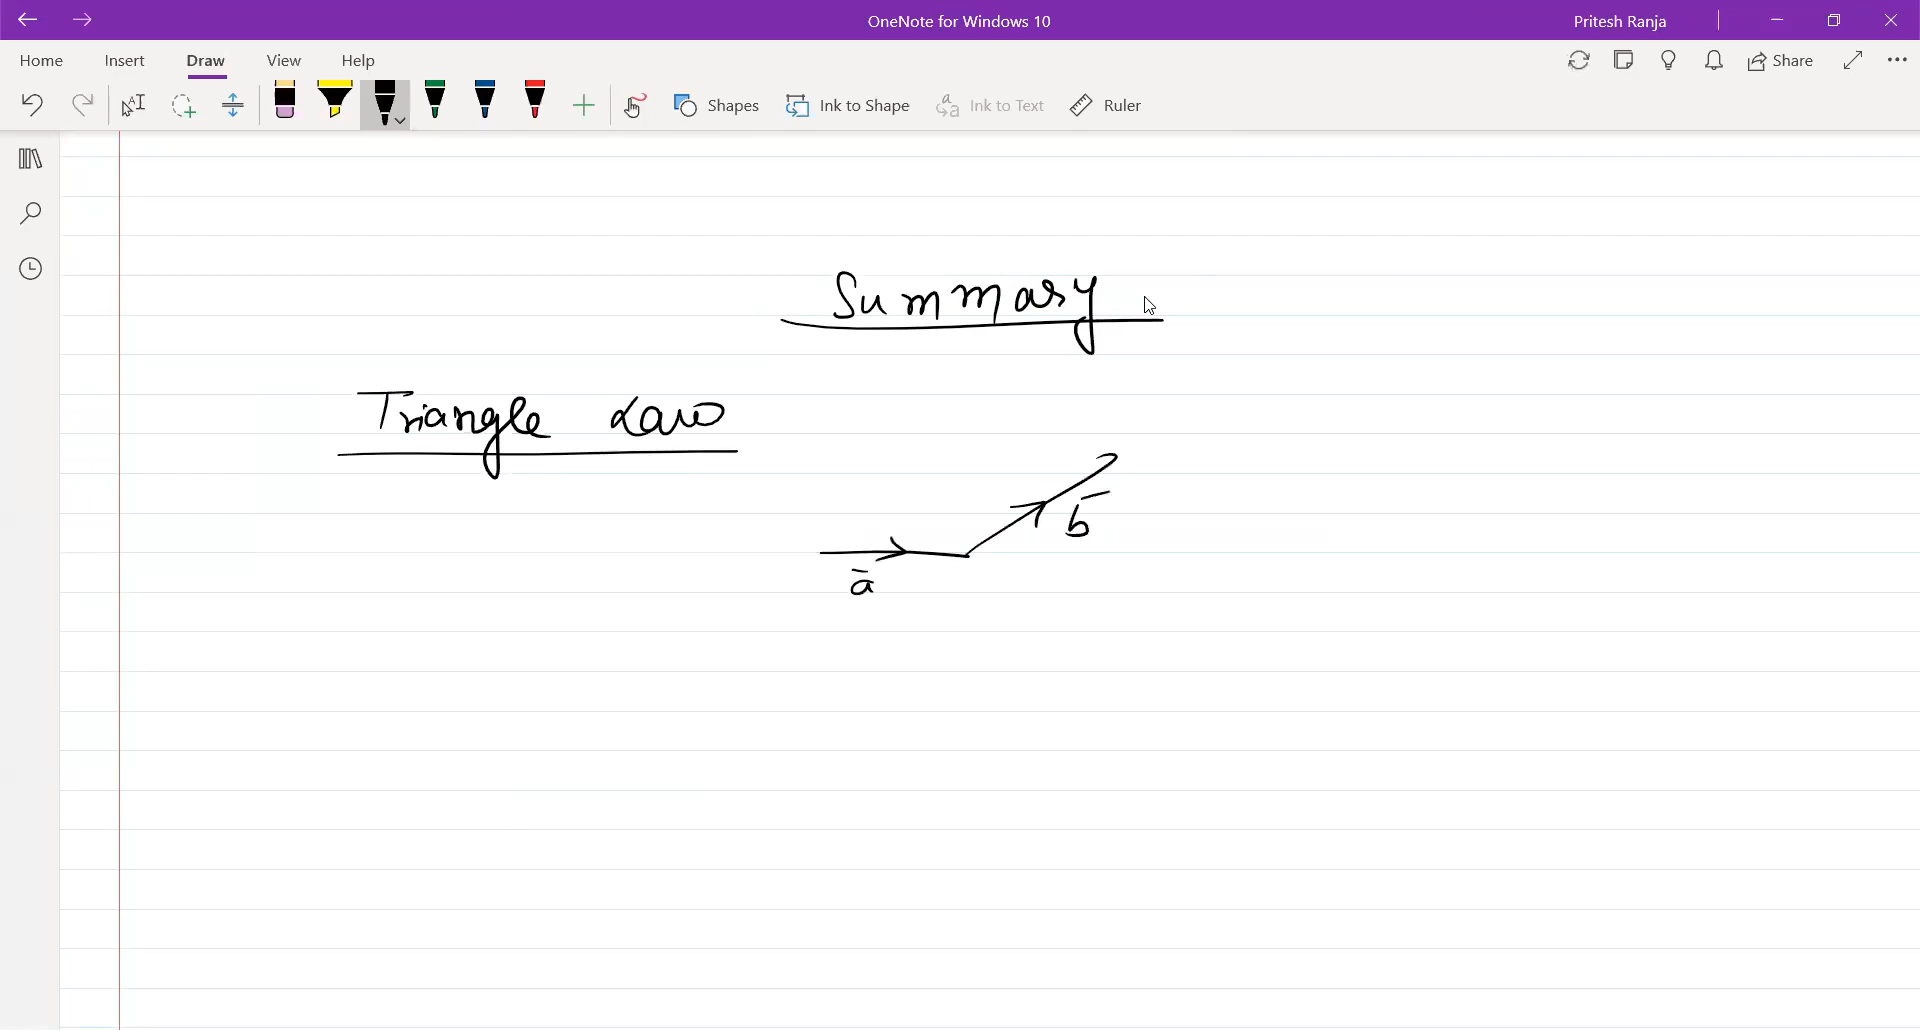 OneNote for Windows 10
Pritesh Ranja
Home Insert Draw View Help
Share
Shapes Ink to Shape Ink to Text Ruler
Summary
Triangle Law
b̄
ā